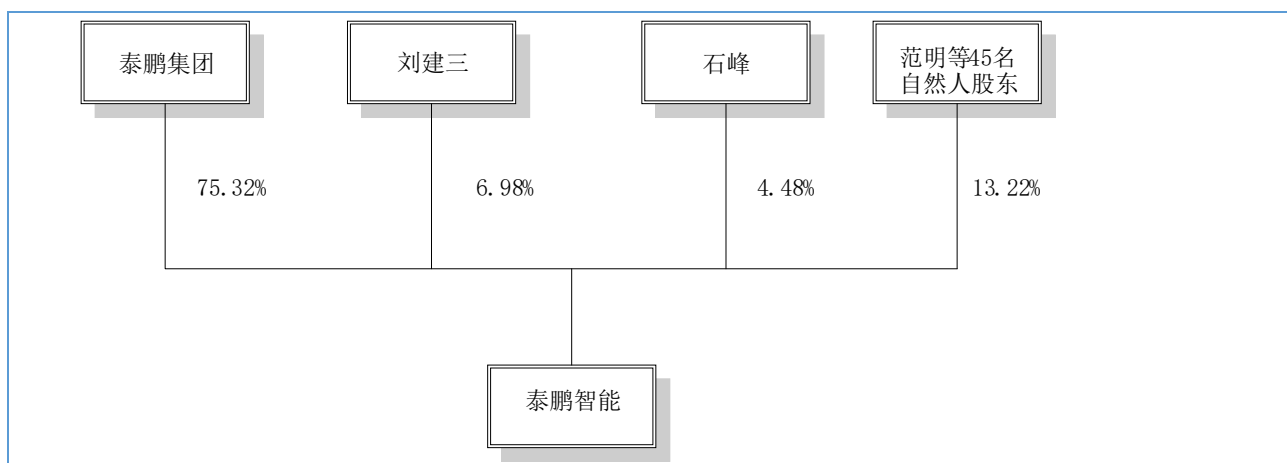 泰鹏集团
刘建三
石峰
范明等45名
自然人股东
75.32%
6.98%
4.48%
13.22%
泰鹏智能